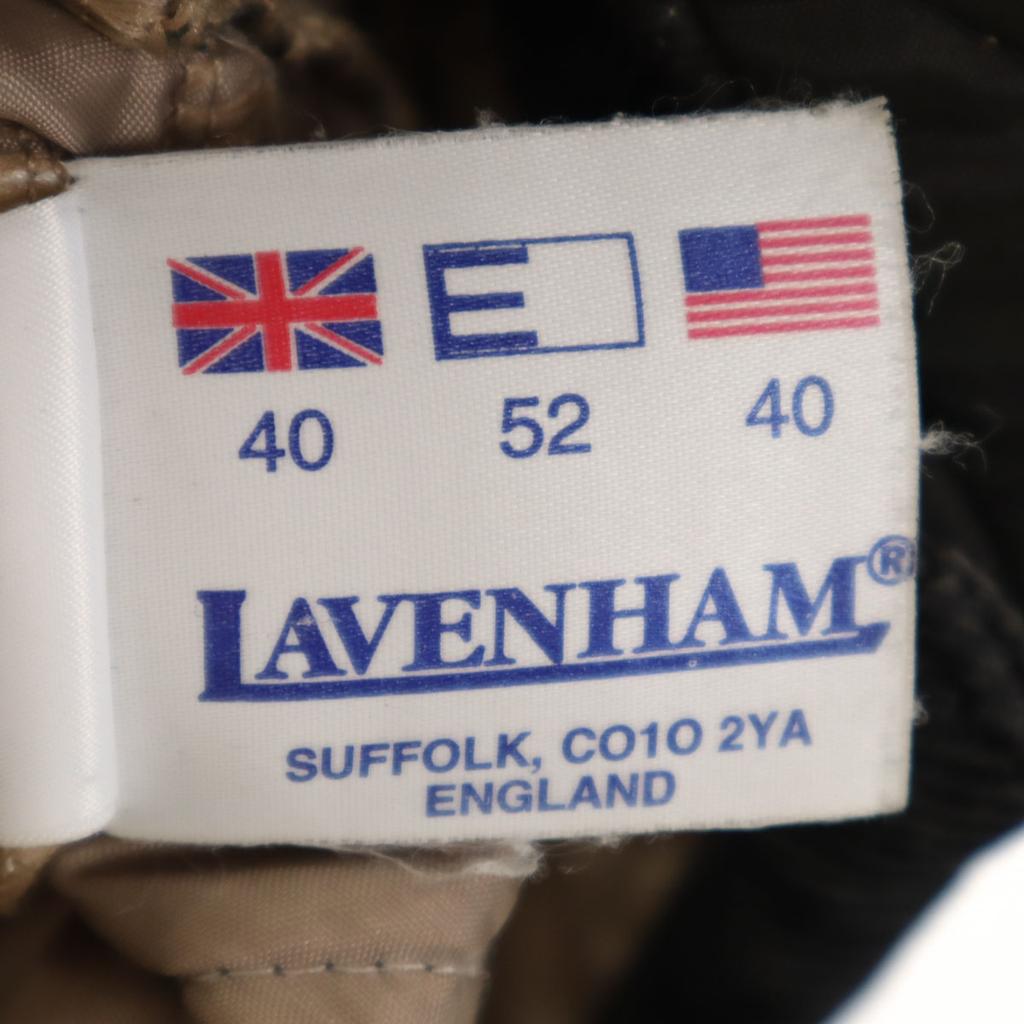 40 52 40
LAVENHAM®
SUFFOLK, CO10 2YA
ENGLAND